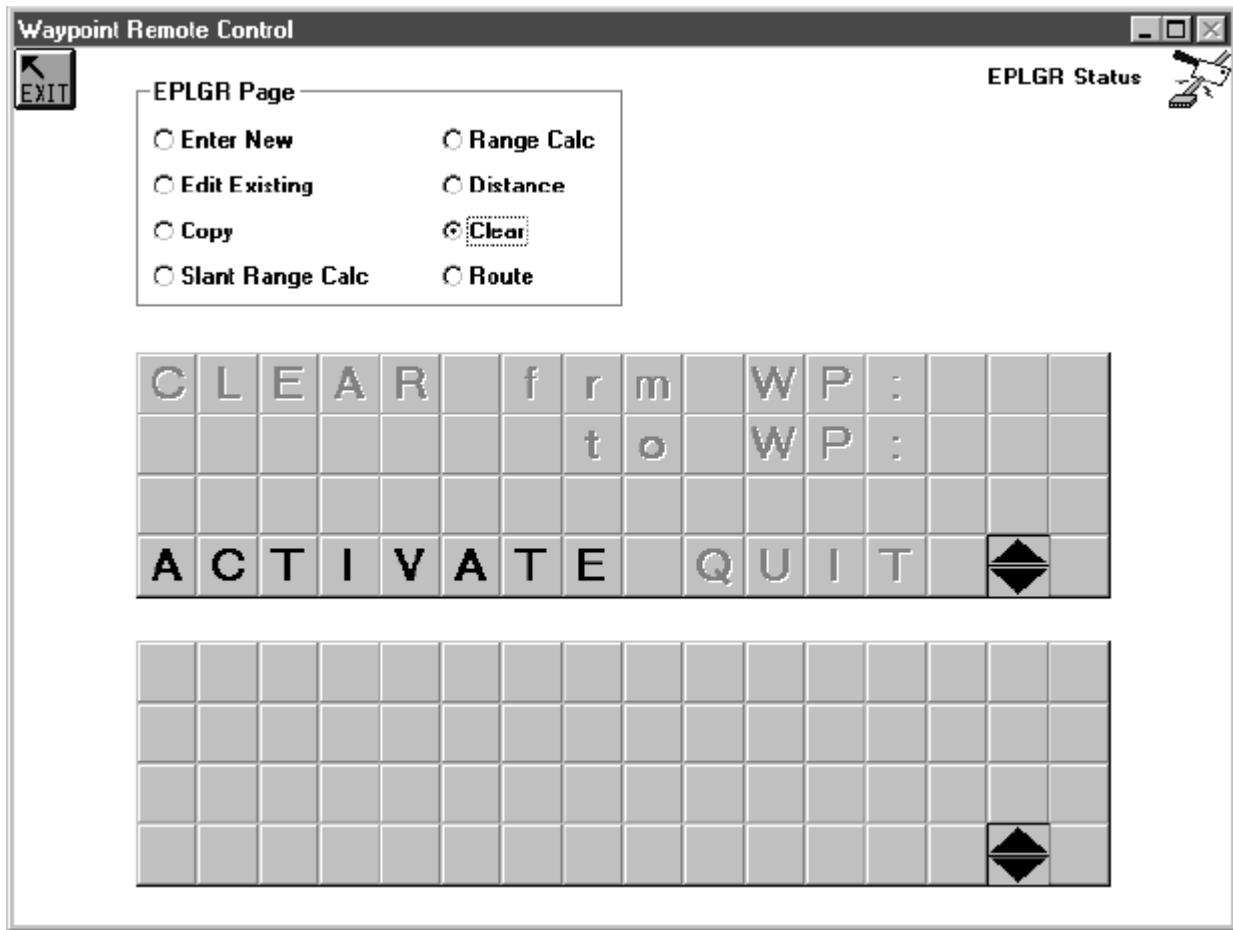 Waypoint Remote Control
EXIT
EPLGR Status
EPLGR Page
Enter New
Range Calc
Edit Existing
Distance
Copy
Clear
Slant Range Calc
Route
CLEAR frm WP:
to WP:
ACTIVATE QUIT